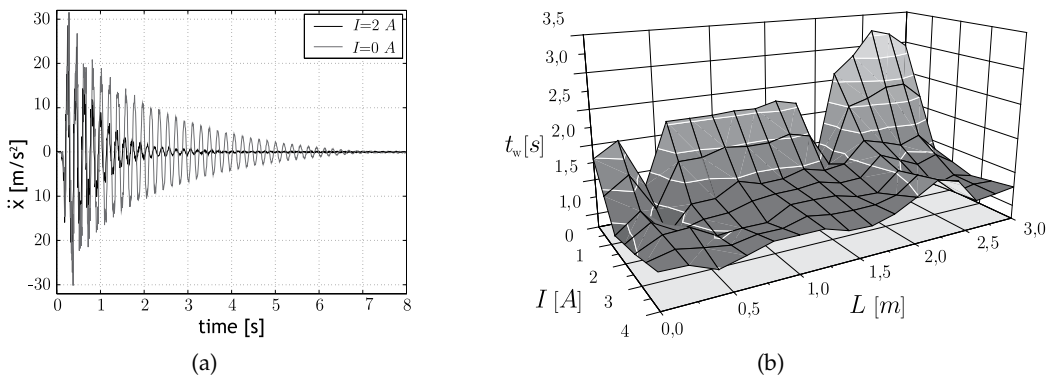 30
20
10
0
10
20
-30
0 1 2 3 4 5 6 7 8
ẍ [m/s²]
time [s]
I=2 A
I=0 A
(a)
3,5
3,0
2,5
2,0
1,5
1,0
t_w[s]
0
1
2
3
4
I [A]
0,0
0,5
1,0
1,5
2,0
2,5
3,0
L [m]
(b)